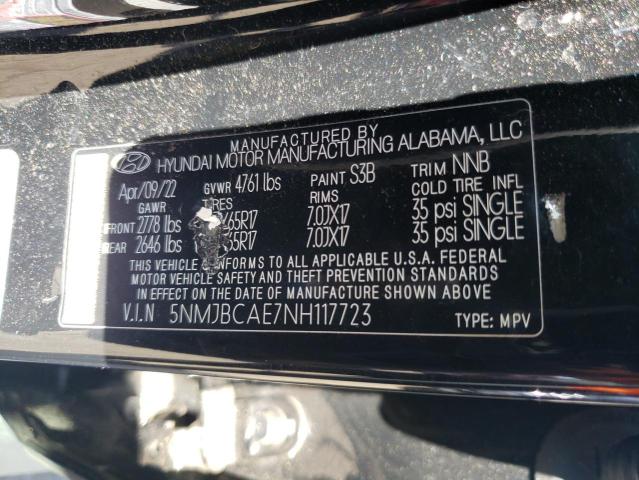 MANUFACTURED BY
HYUNDAI MOTOR MANUFACTURING ALABAMA, LLC
Apr/09/22 GVWR 4761 lbs PAINT S3B TRIM NNB
GAWR TIRES RIMS COLD TIRE INFL
FRONT 2778 lbs 65R17 7.0JX17 35 psi SINGLE
REAR 2646 lbs 65R17 7.0JX17 35 psi SINGLE
THIS VEHICLE CONFORMS TO ALL APPLICABLE U.S.A. FEDERAL
MOTOR VEHICLE SAFETY AND THEFT PREVENTION STANDARDS
IN EFFECT ON THE DATE OF MANUFACTURE SHOWN ABOVE
V.I.N 5NMJBCAE7NH117723 TYPE: MPV